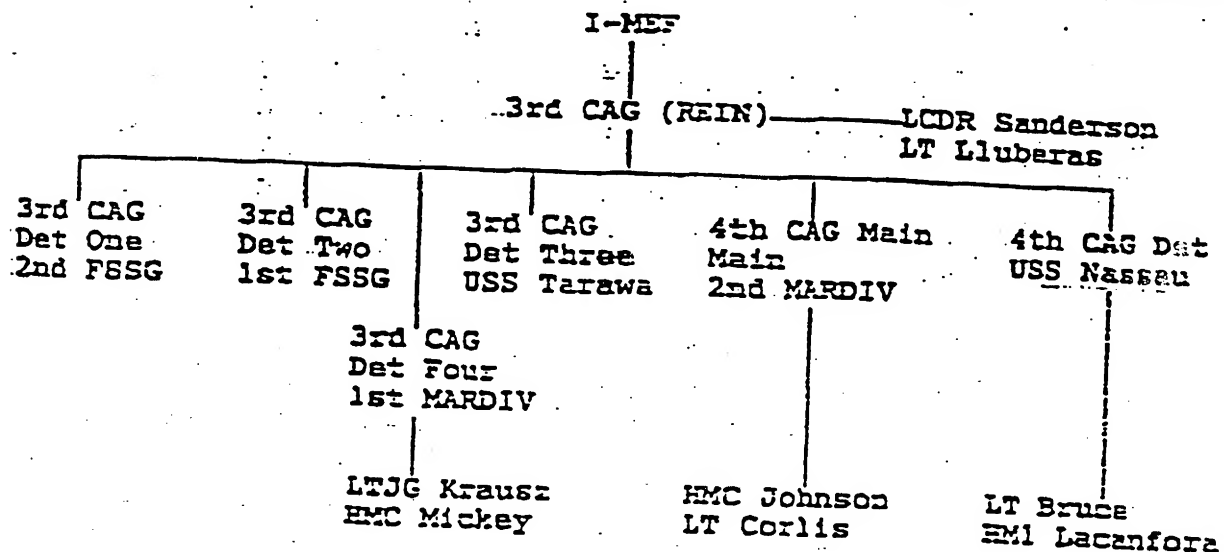 I-MEF
3rd CAG (REIN)
LCDR Sanderson
LT Lluberas
3rd CAG
Det One
2nd FSSG
3rd CAG
Det Two
1st FSSG
3rd CAG
Det Three
USS Tarawa
4th CAG Main
Main
2nd MARDIV
4th CAG Det
USS Nassau
3rd CAG
Det Four
1st MARDIV
LTJG Krausz
HMC Mickey
HMC Johnson
LT Corlis
LT Bruce
HM1 Lacanfora